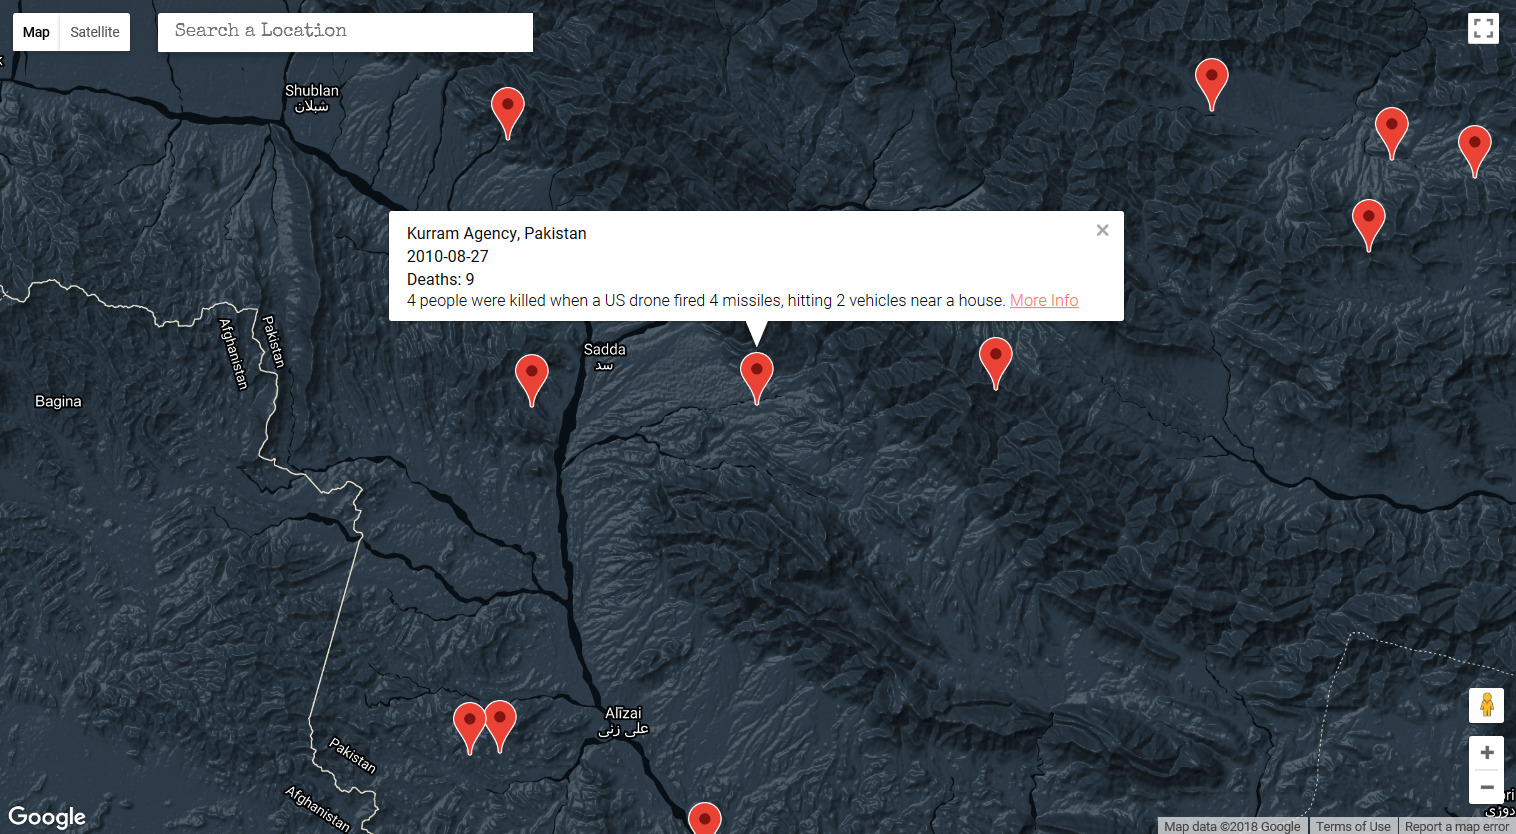 Map Satellite
Search a Location
Shublan
شبلان
Kurram Agency, Pakistan
2010-08-27
Deaths: 9
4 people were killed when a US drone fired 4 missiles, hitting 2 vehicles near a house. More Info
Pakistan
Afghanistan
Sadda
سد
Bagina
Alīzai
علی زئی
Pakistan
Afghanistan
Google
Map data ©2018 Google Terms of Use Report a map error